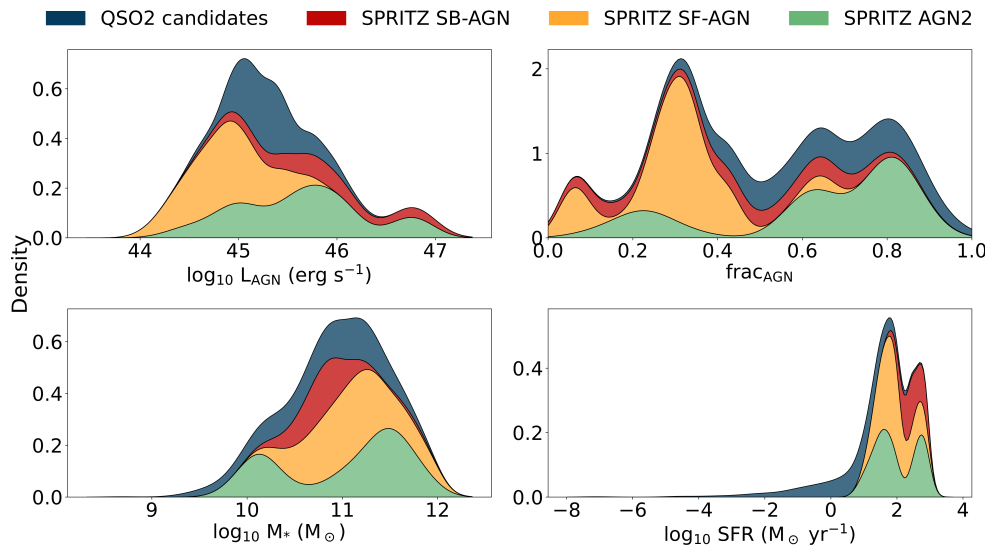 QSO2 candidates SPRITZ SB-AGN SPRITZ SF-AGN SPRITZ AGN2
Density
0.6
0.4
0.2
0.0
44 45 46 47
log₁₀ L_AGN (erg s⁻¹)
2
1
0
0.0 0.2 0.4 0.6 0.8 1.0
frac_AGN
0.6
0.4
0.2
0.0
9 10 11 12
log₁₀ M* (M⊙)
0.4
0.2
0.0
−8 −6 −4 −2 0 2 4
log₁₀ SFR (M⊙ yr⁻¹)